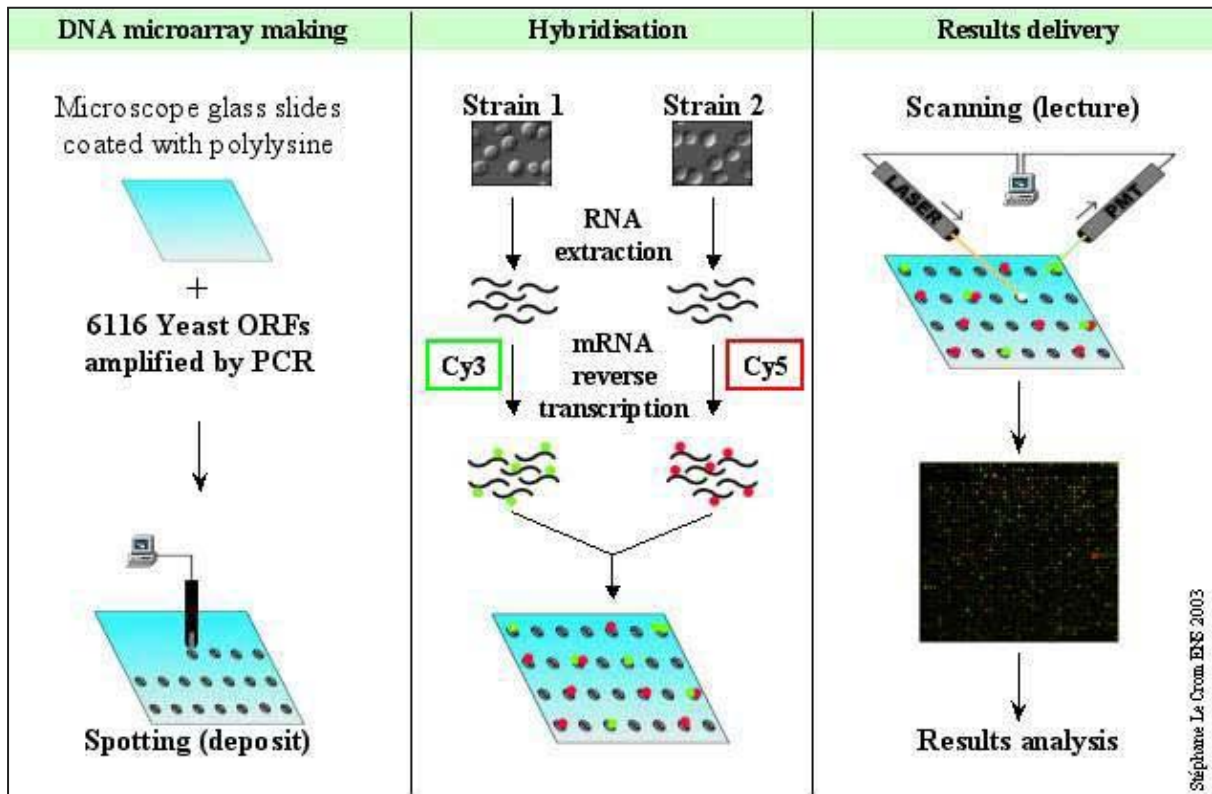 DNA microarray making
Microscope glass slides
coated with polylysine
+
6116 Yeast ORFs
amplified by PCR
Spotting (deposit)
Hybridisation
Strain 1
Strain 2
RNA
extraction
Cy3
mRNA
reverse
transcription
Cy5
Results delivery
Scanning (lecture)
LASER
PMT
Results analysis
Stéphane Le Crom ENS 2003